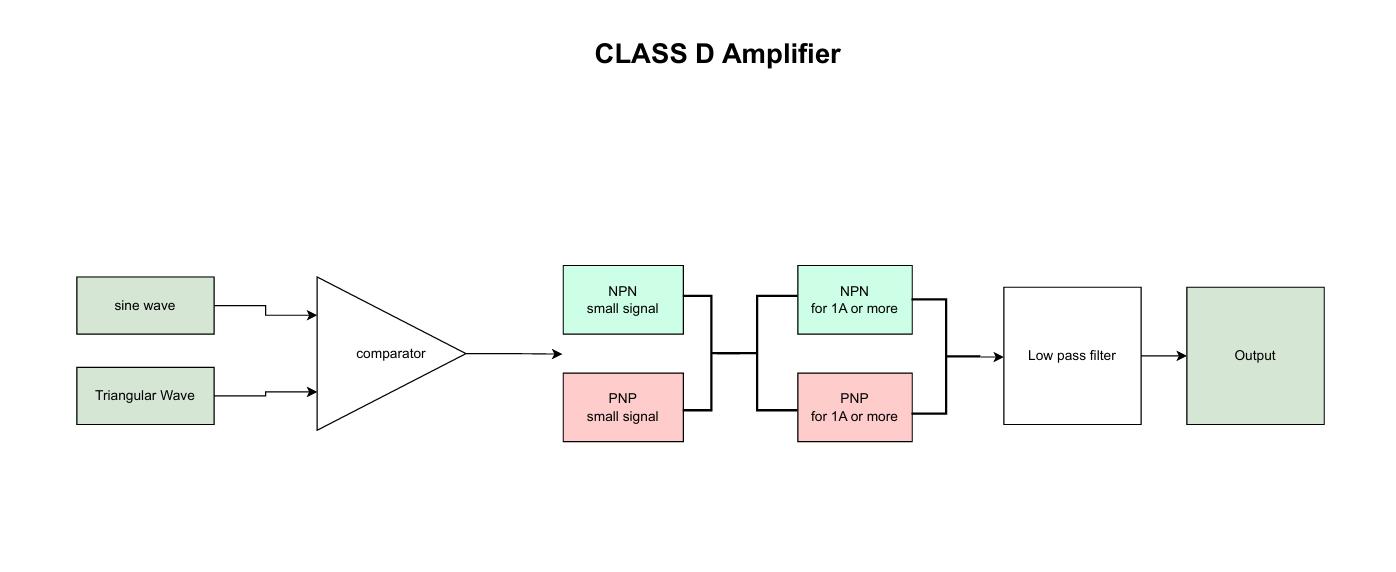 CLASS D Amplifier
sine wave
Triangular Wave
comparator
NPN
small signal
PNP
small signal
NPN
for 1A or more
PNP
for 1A or more
Low pass filter
Output